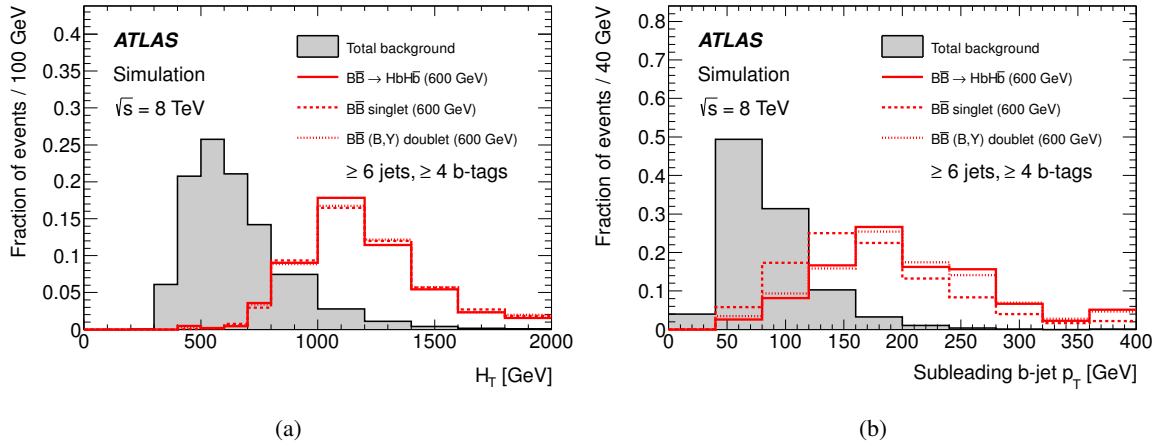 Fraction of events / 100 GeV
0.4
0.35
0.3
0.25
0.2
0.15
0.1
0.05
0
ATLAS
Simulation
√s = 8 TeV
Total background
BB̅ → HbHb̅ (600 GeV)
BB̅ singlet (600 GeV)
BB̅ (B,Y) doublet (600 GeV)
≥ 6 jets, ≥ 4 b-tags
0 500 1000 1500 2000
H_T [GeV]
(a)
Fraction of events / 40 GeV
0.8
0.7
0.6
0.5
0.4
0.3
0.2
0.1
0
ATLAS
Simulation
√s = 8 TeV
Total background
BB̅ → HbHb̅ (600 GeV)
BB̅ singlet (600 GeV)
BB̅ (B,Y) doublet (600 GeV)
≥ 6 jets, ≥ 4 b-tags
0 50 100 150 200 250 300 350 400
Subleading b-jet p_T [GeV]
(b)